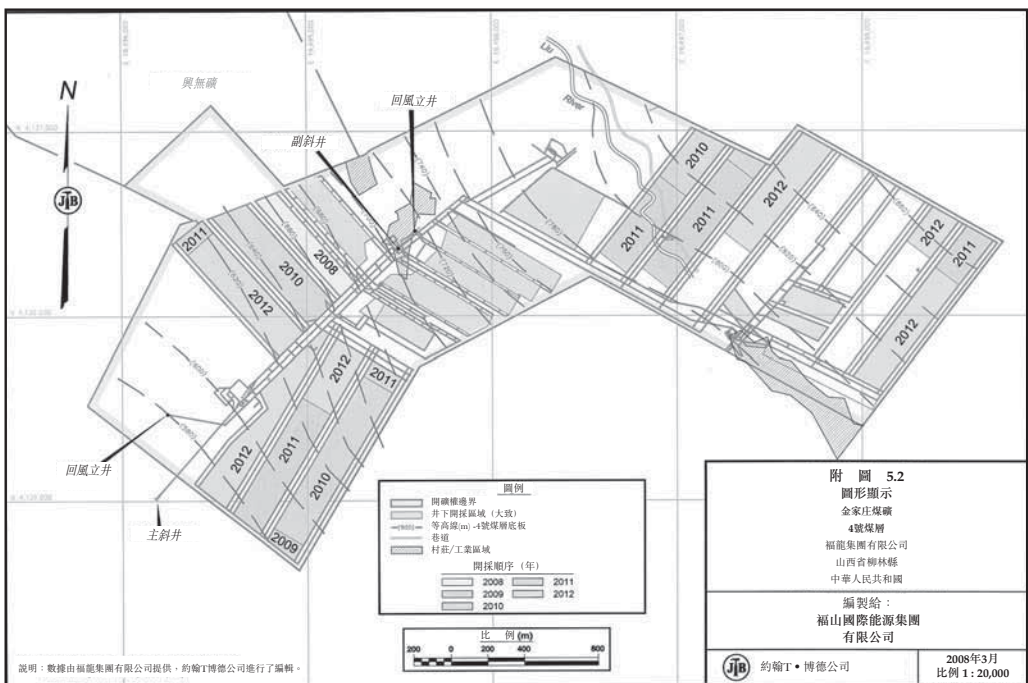 興無礦
回風立井
副斜井
N
JTB
Liu
River
2010
2012
2011
2011
2012
2011
2012
2011
2010
2008
2012
2012
2011
2012
2011
2010
2009
回風立井
主斜井
(780)
(800)
圖例
開礦權邊界
井下開採區域（大致）
等高線(m) -4號煤層底板
巷道
村莊/工業區域
開採順序（年）
2008 2011
2009 2012
2010
比 例 (m)
200 0 200 400 600
附 圖 5.2
圖形顯示
金家庄煤礦
4號煤層
福龍集團有限公司
山西省柳林縣
中華人民共和國
編製給：
福山國際能源集團
有限公司
JTB 約翰T•博德公司
2008年3月
比例 1 : 20,000
說明：數據由福龍集團有限公司提供，約翰T博德公司進行了編輯。